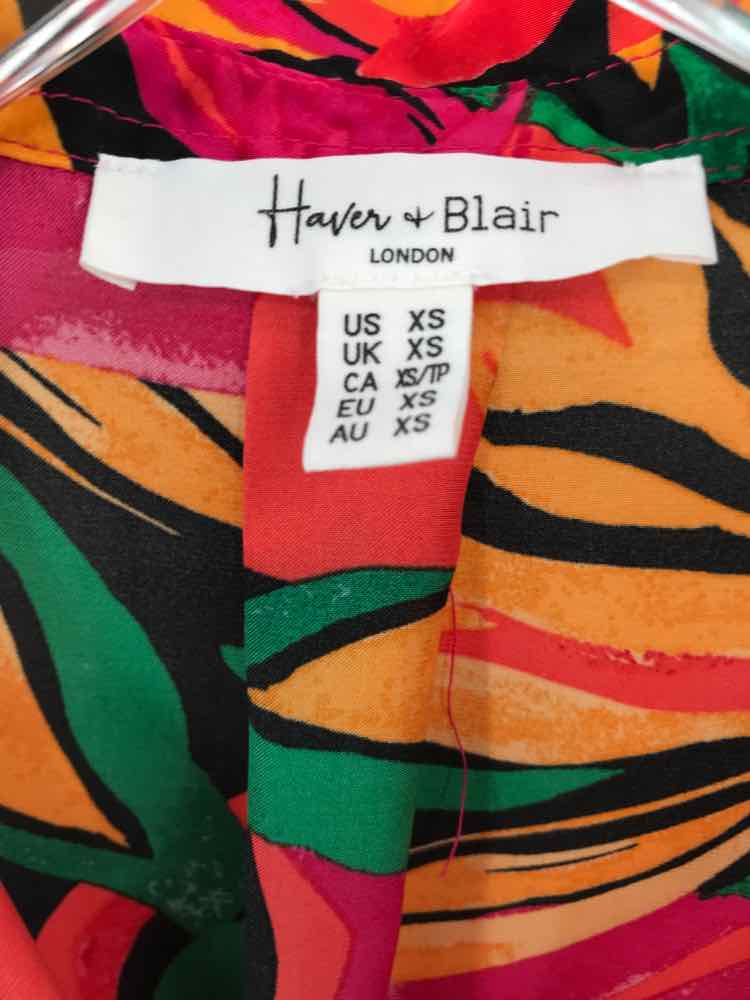 Haver + Blair
LONDON
US XS
UK XS
CA XS/TP
EU XS
AU XS